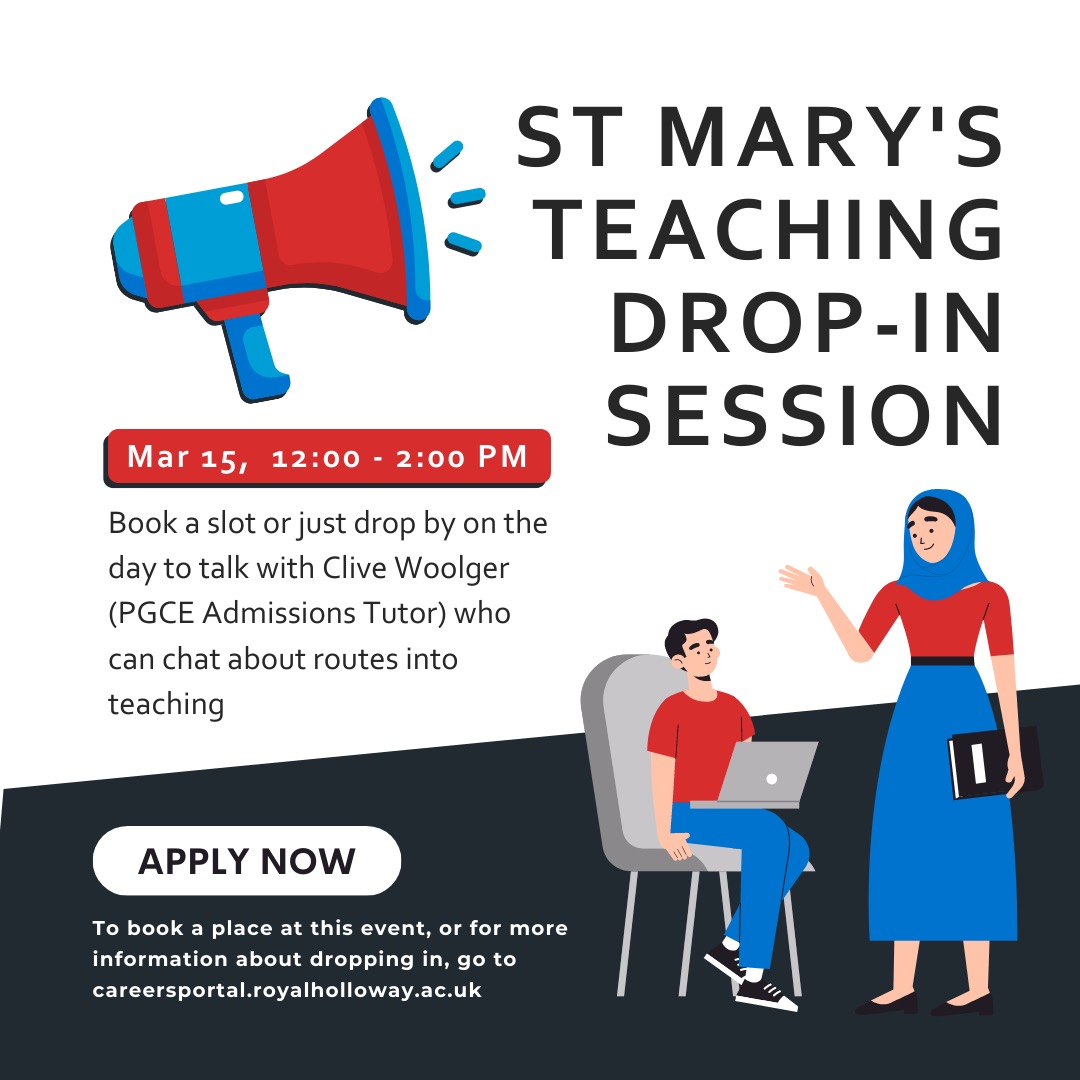 ST MARY'S
TEACHING
DROP-IN
SESSION
Mar 15, 12:00 - 2:00 PM
Book a slot or just drop by on the
day to talk with Clive Woolger
(PGCE Admissions Tutor) who
can chat about routes into
teaching
APPLY NOW
To book a place at this event, or for more
information about dropping in, go to
careersportal.royalholloway.ac.uk